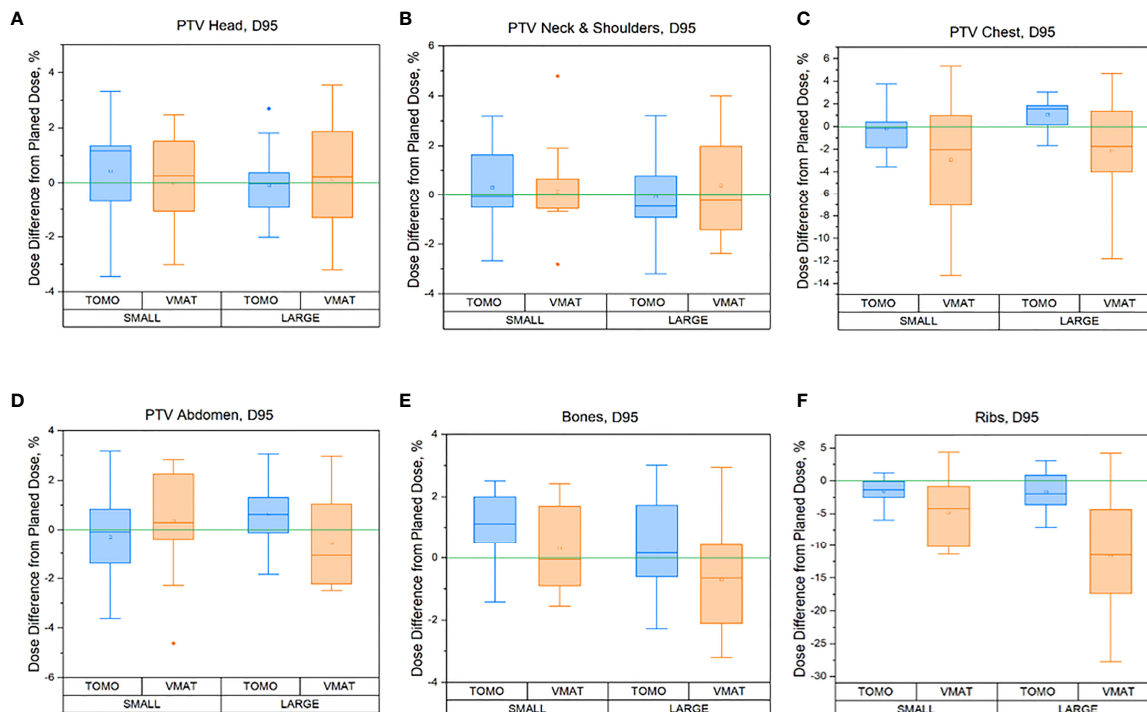 A
PTV Head, D95
Dose Difference from Planed Dose, %
4
2
0
-2
-4
TOMO VMAT TOMO VMAT
SMALL LARGE
B
PTV Neck & Shoulders, D95
Dose Difference from Planed Dose, %
6
4
2
0
-2
-4
TOMO VMAT TOMO VMAT
SMALL LARGE
C
PTV Chest, D95
Dose Difference from Planed Dose, %
6
4
2
0
-2
-4
-6
-8
-10
-12
-14
TOMO VMAT TOMO VMAT
SMALL LARGE
D
PTV Abdomen, D95
Dose Difference from Planed Dose, %
4
2
0
-2
-4
-6
TOMO VMAT TOMO VMAT
SMALL LARGE
E
Bones, D95
Dose Difference from Planed Dose, %
4
2
0
-2
-4
TOMO VMAT TOMO VMAT
SMALL LARGE
F
Ribs, D95
Dose Difference from Planed Dose, %
5
0
-5
-10
-15
-20
-25
-30
TOMO VMAT TOMO VMAT
SMALL LARGE